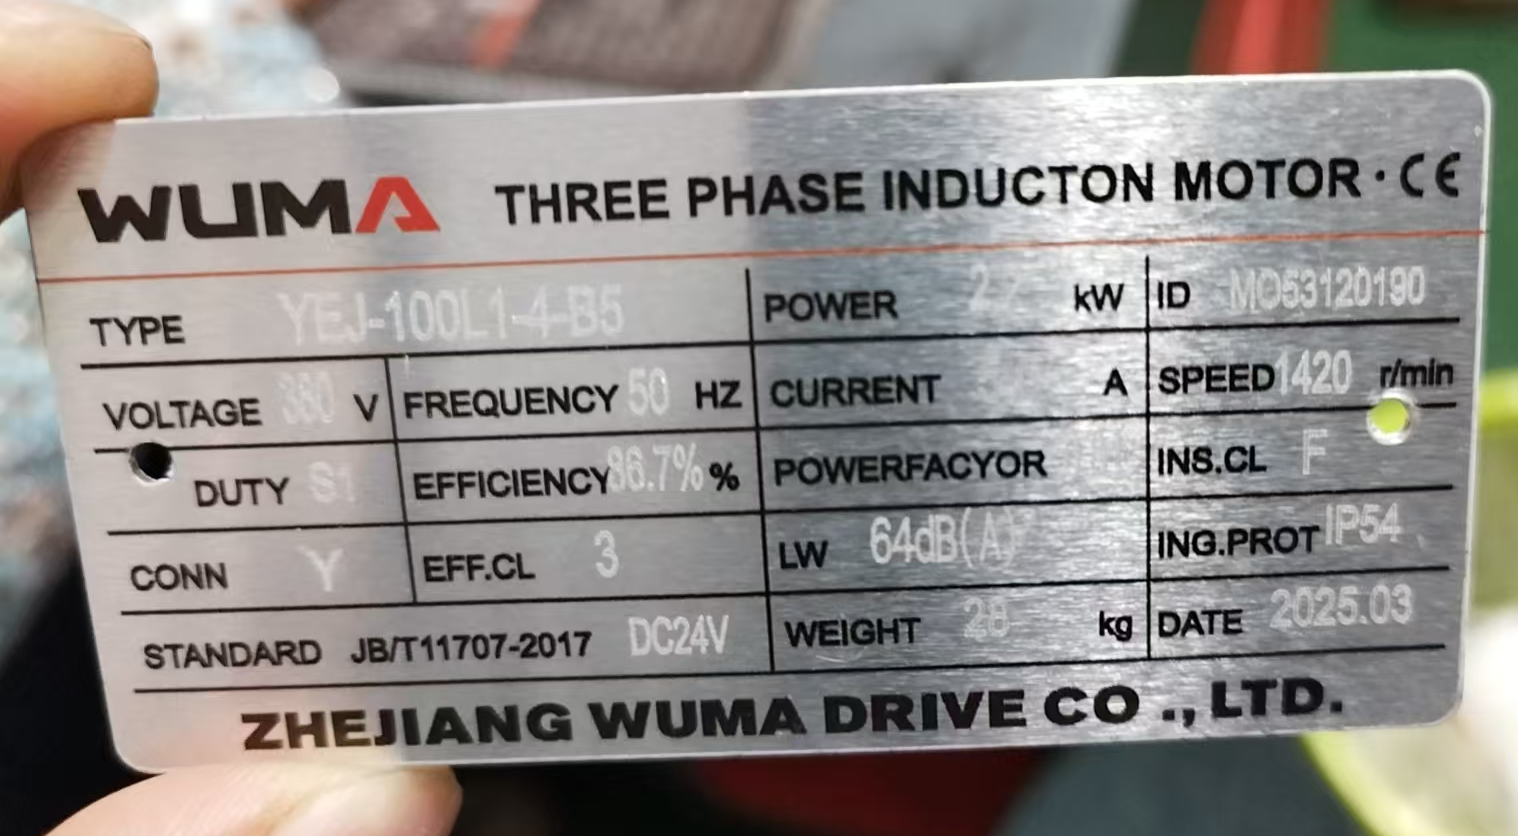 WUMA THREE PHASE INDUCTON MOTOR · CE
TYPE YEJ-100L1-4-B5 POWER kW ID MO53120190
VOLTAGE 380 V FREQUENCY 50 HZ CURRENT A SPEED 1420 r/min
DUTY S1 EFFICIENCY 86.7% % POWERFACYOR INS.CL F
CONN Y EFF.CL 3 LW 64dB(A) ING.PROT IP54
STANDARD JB/T11707-2017 DC24V WEIGHT 28 kg DATE 2025.03
ZHEJIANG WUMA DRIVE CO ., LTD.